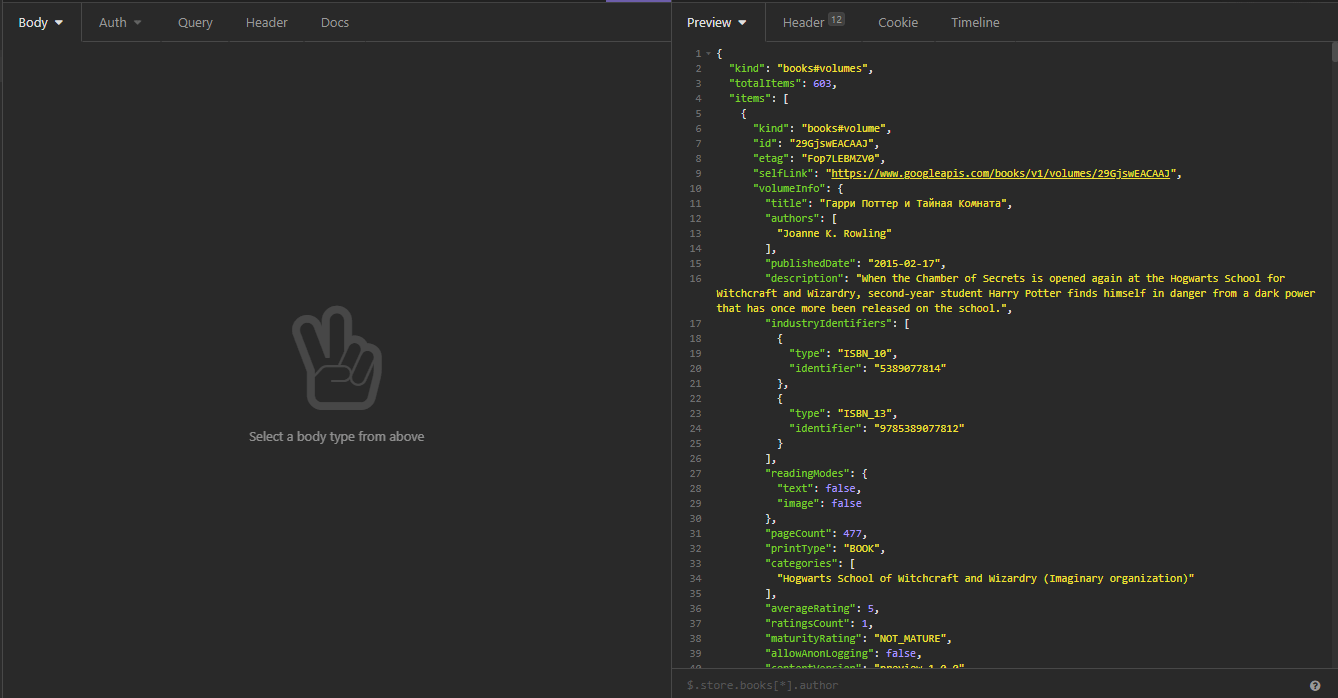 Body Auth Query Header Docs
Select a body type from above
Preview Header 12 Cookie Timeline
1 {
2 "kind": "books#volumes",
3 "totalItems": 603,
4 "items": [
5 {
6 "kind": "books#volume",
7 "id": "29GjswEACAAJ",
8 "etag": "Fop7LEBMZV0",
9 "selfLink": "https://www.googleapis.com/books/v1/volumes/29GjswEACAAJ",
10 "volumeInfo": {
11 "title": "Гарри Поттер и Тайная Комната",
12 "authors": [
13 "Joanne K. Rowling"
14 ],
15 "publishedDate": "2015-02-17",
16 "description": "When the Chamber of Secrets is opened again at the Hogwarts School for
Witchcraft and Wizardry, second-year student Harry Potter finds himself in danger from a dark power
that has once more been released on the school.",
17 "industryIdentifiers": [
18 {
19 "type": "ISBN_10",
20 "identifier": "5389077814"
21 },
22 {
23 "type": "ISBN_13",
24 "identifier": "9785389077812"
25 }
26 ],
27 "readingModes": {
28 "text": false,
29 "image": false
30 },
31 "pageCount": 477,
32 "printType": "BOOK",
33 "categories": [
34 "Hogwarts School of Witchcraft and Wizardry (Imaginary organization)"
35 ],
36 "averageRating": 5,
37 "ratingsCount": 1,
38 "maturityRating": "NOT_MATURE",
39 "allowAnonLogging": false,
40 "contentVersion": "preview-1.0.0"
$.store.books[*].author